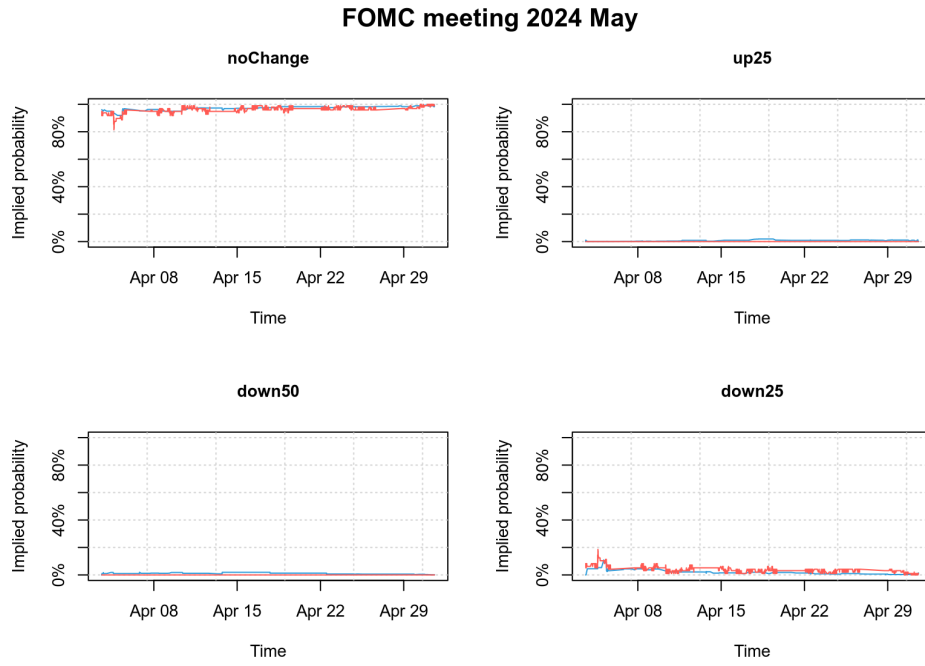 FOMC meeting 2024 May
noChange
Implied probability
0%
40%
80%
Apr 08
Apr 15
Apr 22
Apr 29
Time
up25
Implied probability
0%
40%
80%
Apr 08
Apr 15
Apr 22
Apr 29
Time
down50
Implied probability
0%
40%
80%
Apr 08
Apr 15
Apr 22
Apr 29
Time
down25
Implied probability
0%
40%
80%
Apr 08
Apr 15
Apr 22
Apr 29
Time